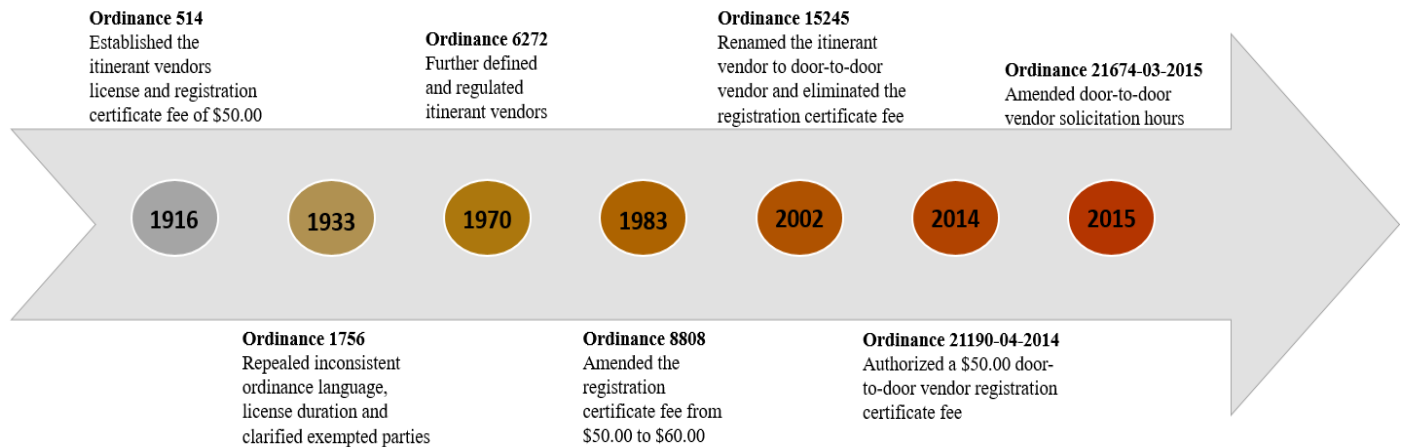 Ordinance 514
Established the
itinerant vendors
license and registration
certificate fee of $50.00
Ordinance 6272
Further defined
and regulated
itinerant vendors
Ordinance 15245
Renamed the itinerant
vendor to door-to-door
vendor and eliminated the
registration certificate fee
Ordinance 21674-03-2015
Amended door-to-door
vendor solicitation hours
1916
1933
1970
1983
2002
2014
2015
Ordinance 1756
Repealed inconsistent
ordinance language,
license duration and
clarified exempted parties
Ordinance 8808
Amended the
registration
certificate fee from
$50.00 to $60.00
Ordinance 21190-04-2014
Authorized a $50.00 door-
to-door vendor registration
certificate fee